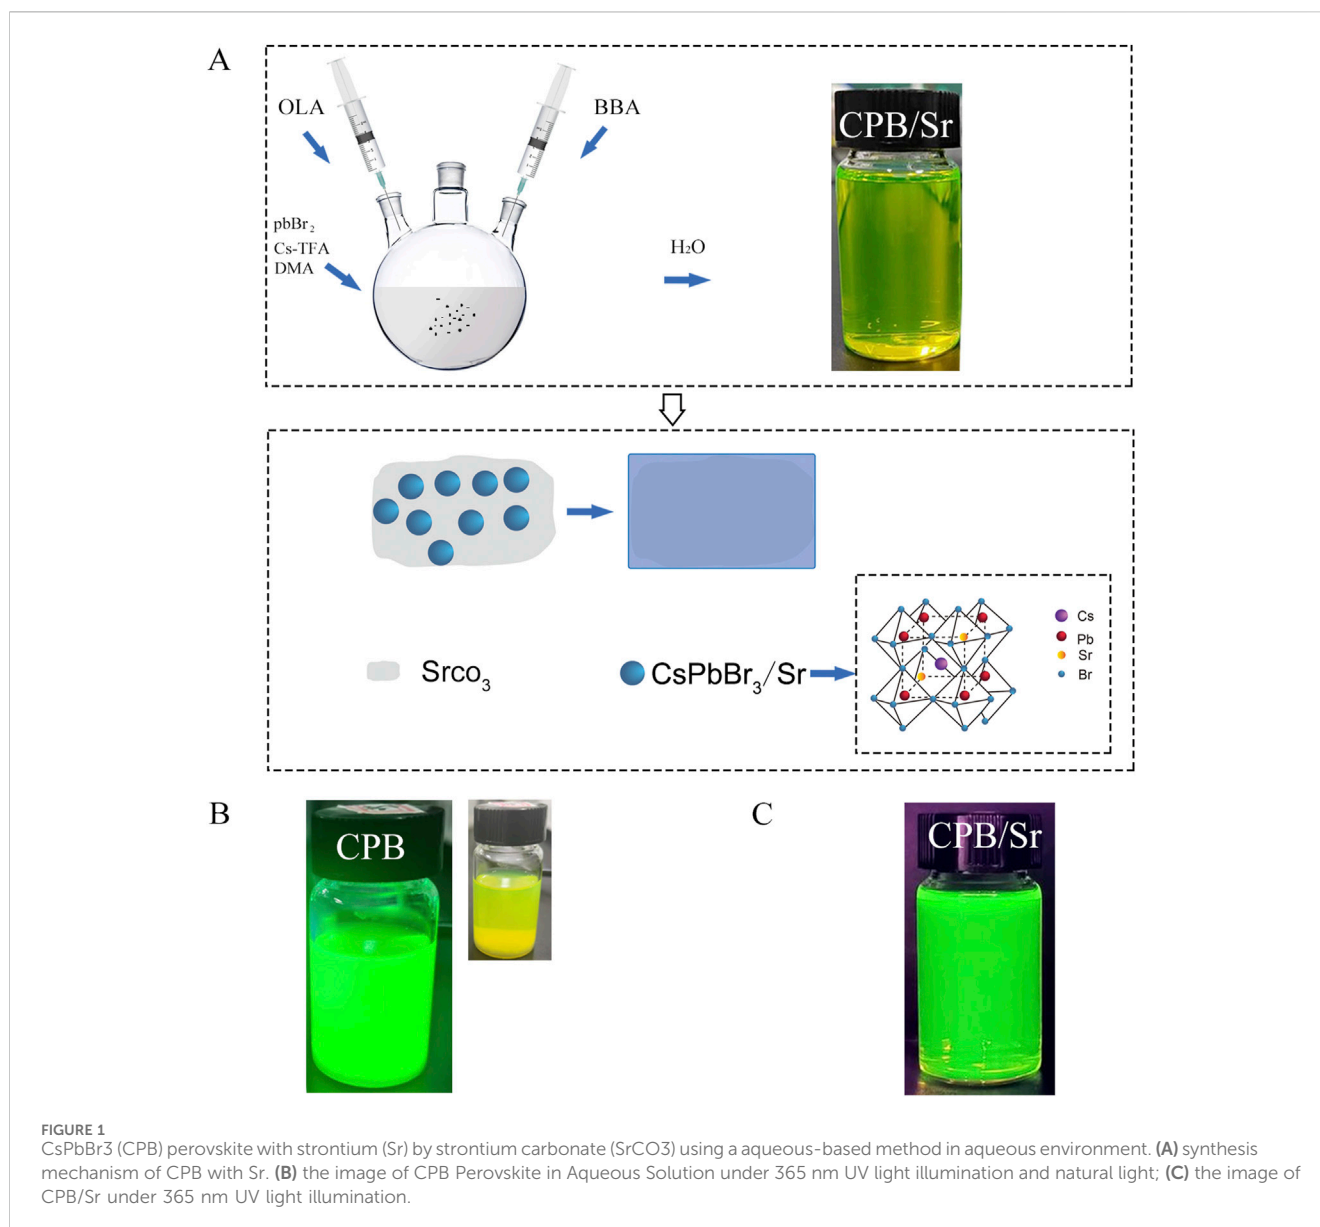 A
OLA
BBA
CPB/Sr
pbBr₂
Cs-TFA
DMA
H₂O
Srco₃
CsPbBr₃/Sr
Cs
Pb
Sr
Br
B
CPB
C
CPB/Sr
FIGURE 1
CsPbBr3 (CPB) perovskite with strontium (Sr) by strontium carbonate (SrCO3) using a aqueous-based method in aqueous environment. (A) synthesis
mechanism of CPB with Sr. (B) the image of CPB Perovskite in Aqueous Solution under 365 nm UV light illumination and natural light; (C) the image of
CPB/Sr under 365 nm UV light illumination.